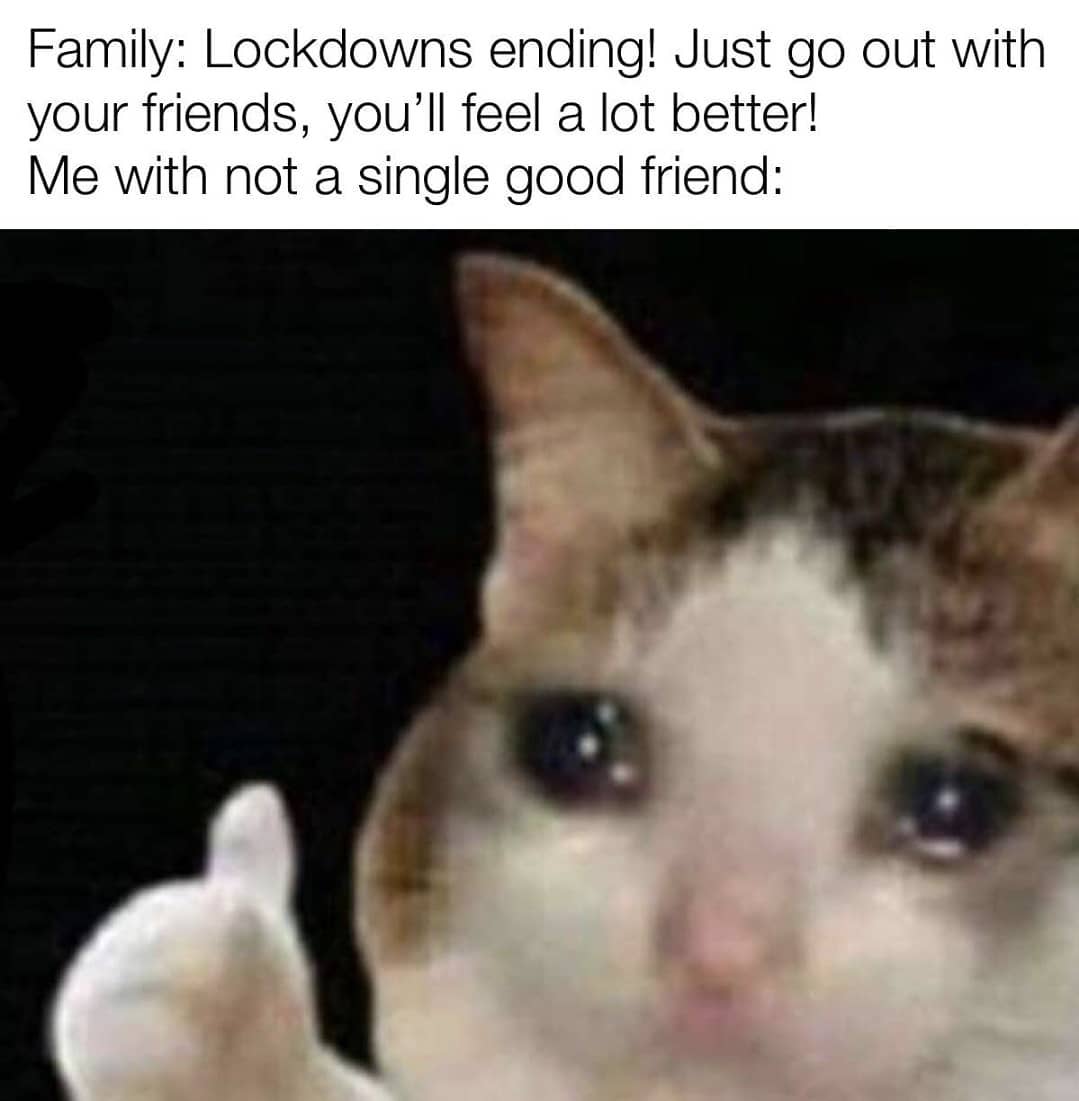 Family: Lockdowns ending! Just go out with
your friends, you’ll feel a lot better!
Me with not a single good friend: